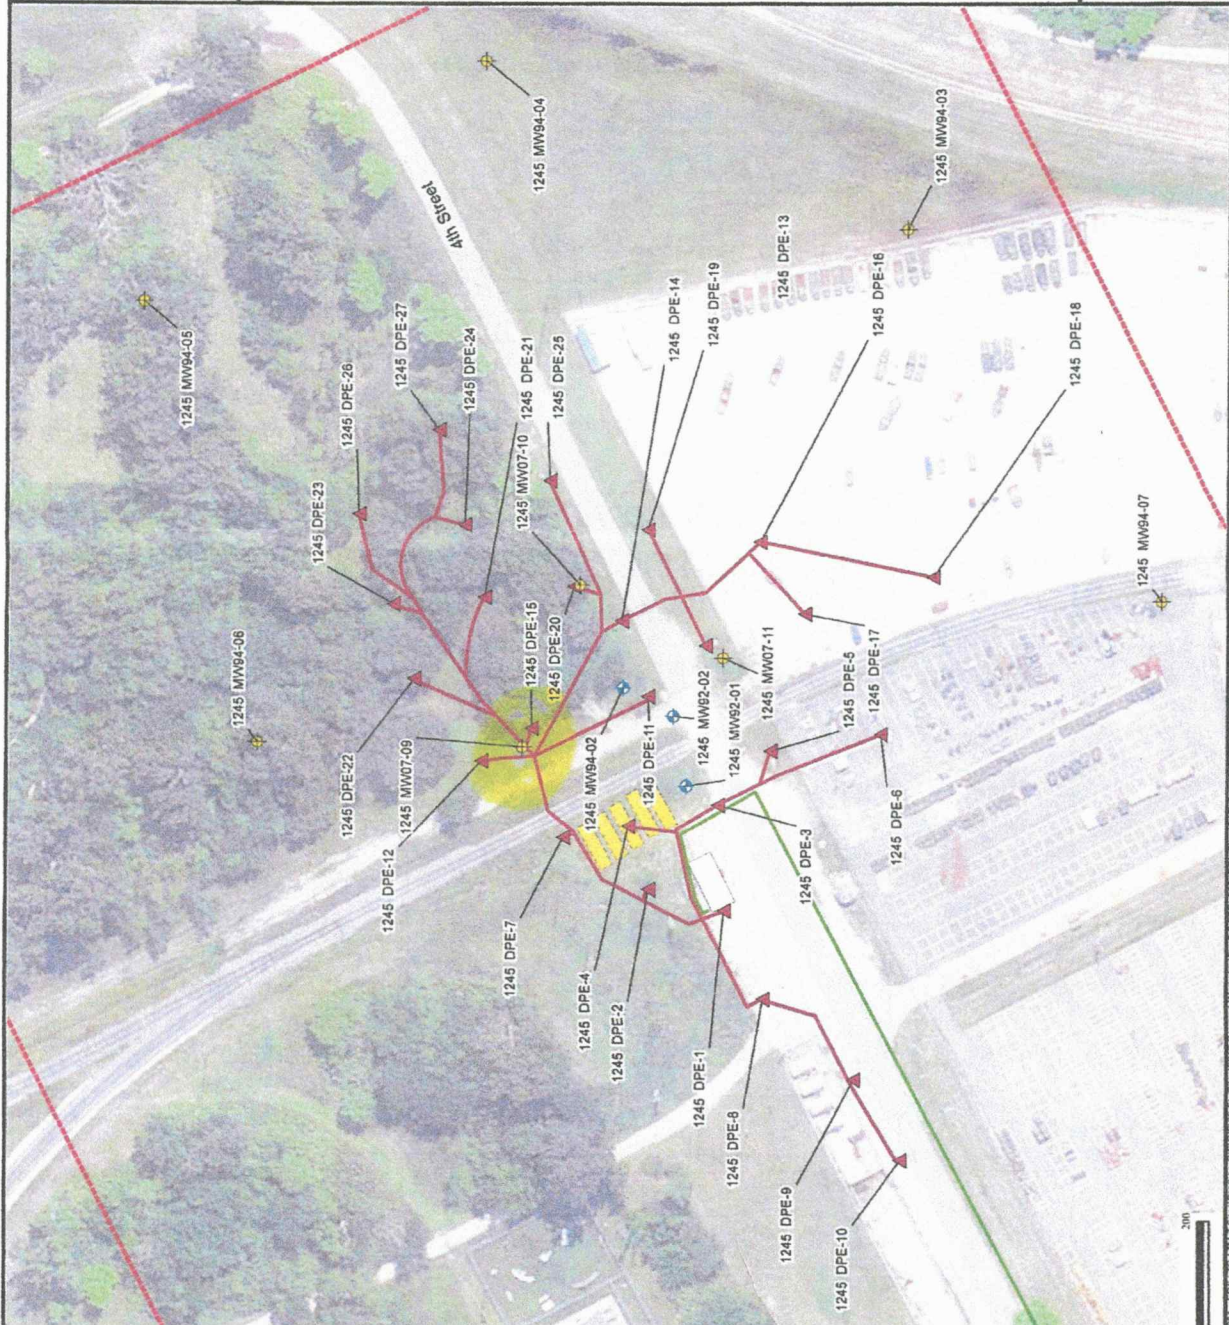 1245 MW94-04
1245 MW94-03
4th Street
1245 MW94-05
1245 DPE-13
1245 DPE-16
1245 DPE-14
1245 DPE-19
1245 DPE-27
1245 DPE-24
1245 DPE-21
1245 DPE-25
1245 DPE-26
1245 DPE-18
1245 MW07-10
1245 DPE-23
1245 MW94-07
1245 DPE-15
1245 DPE-20
1245 MW94-06
1245 MW07-11
1245 DPE-5
1245 DPE-17
1245 MW92-02
1245 MW92-01
1245 DPE-22
1245 MW07-09
1245 MW94-02
1245 DPE-11
1245 DPE-12
1245 DPE-6
1245 DPE-3
1245 DPE-7
1245 DPE-4
1245 DPE-2
1245 DPE-1
1245 DPE-8
1245 DPE-9
1245 DPE-10
200